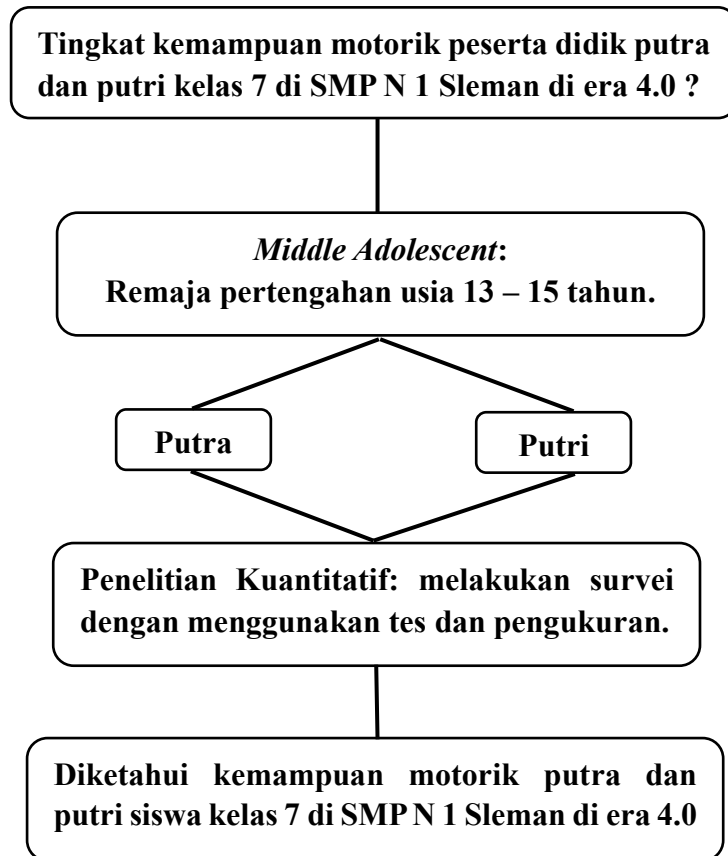 Tingkat kemampuan motorik peserta didik putra
dan putri kelas 7 di SMP N 1 Sleman di era 4.0 ?
Middle Adolescent:
Remaja pertengahan usia 13 – 15 tahun.
Putra
Putri
Penelitian Kuantitatif: melakukan survei
dengan menggunakan tes dan pengukuran.
Diketahui kemampuan motorik putra dan
putri siswa kelas 7 di SMP N 1 Sleman di era 4.0